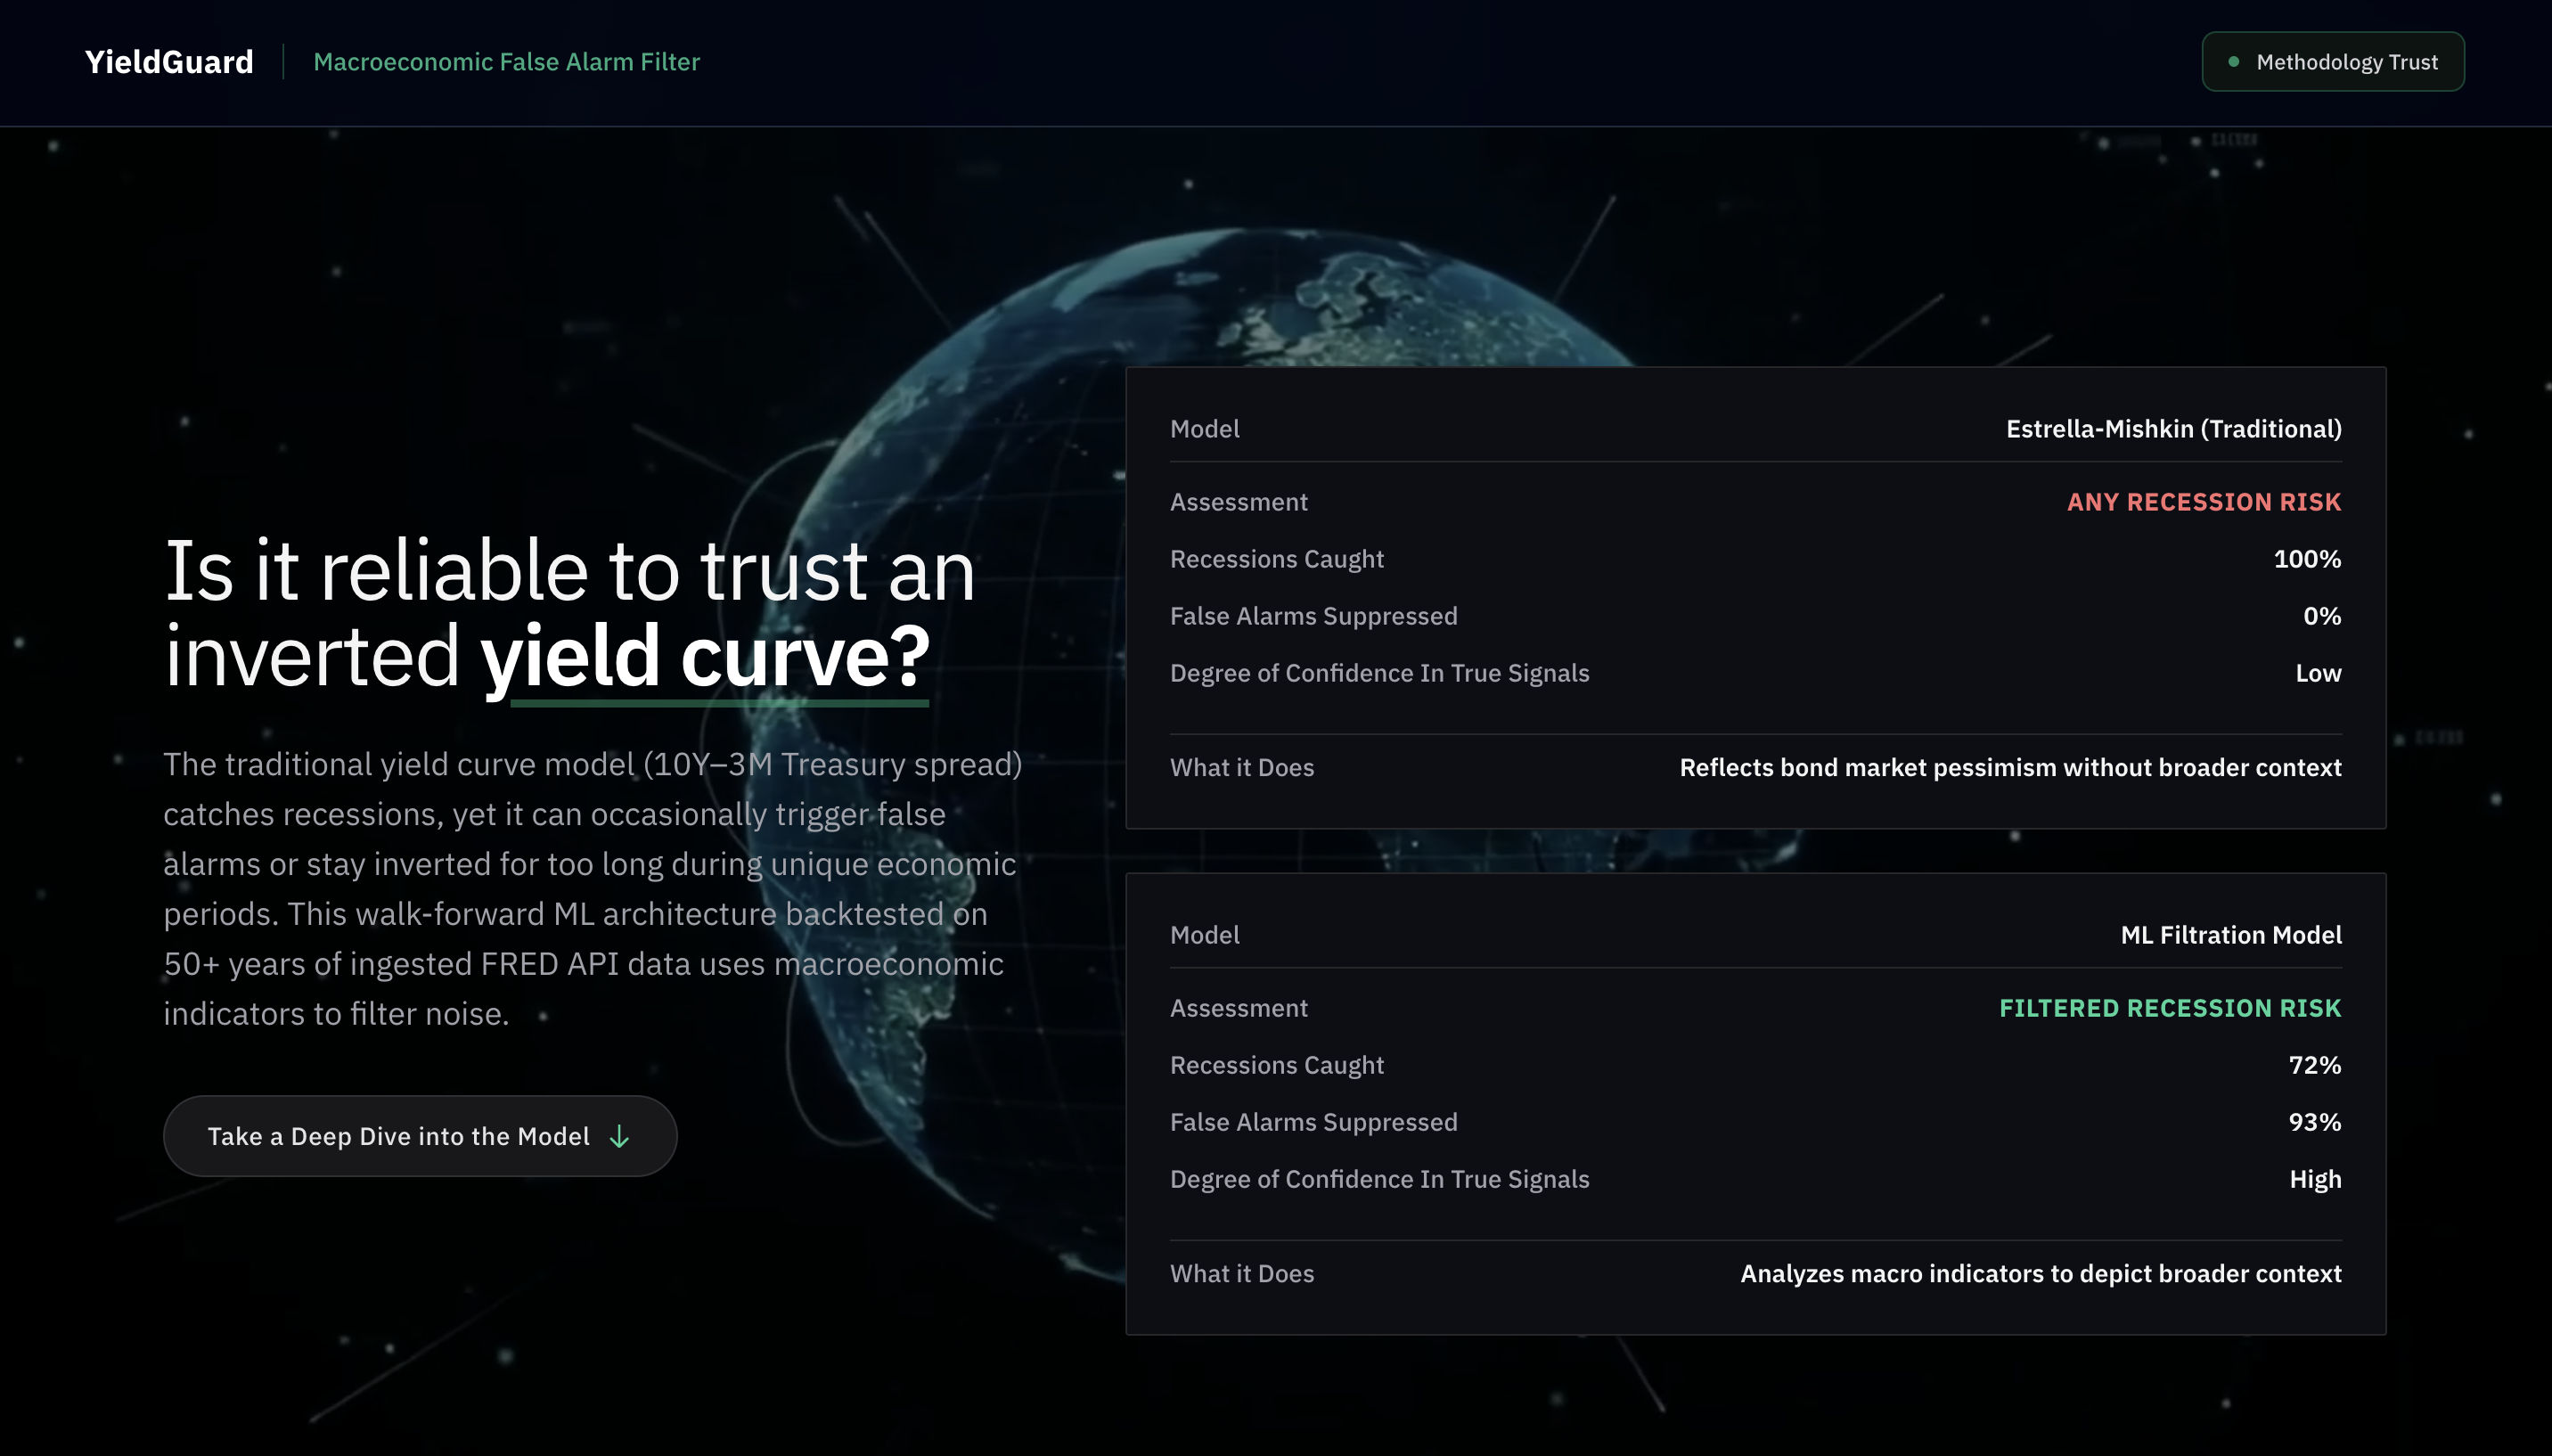 YieldGuard
Macroeconomic False Alarm Filter
Methodology Trust
Is it reliable to trust an
inverted yield curve?
The traditional yield curve model (10Y–3M Treasury spread)
catches recessions, yet it can occasionally trigger false
alarms or stay inverted for too long during unique economic
periods. This walk-forward ML architecture backtested on
50+ years of ingested FRED API data uses macroeconomic
indicators to filter noise.
Take a Deep Dive into the Model ↓
Model Estrella-Mishkin (Traditional)
Assessment ANY RECESSION RISK
Recessions Caught 100%
False Alarms Suppressed 0%
Degree of Confidence In True Signals Low
What it Does Reflects bond market pessimism without broader context
Model ML Filtration Model
Assessment FILTERED RECESSION RISK
Recessions Caught 72%
False Alarms Suppressed 93%
Degree of Confidence In True Signals High
What it Does Analyzes macro indicators to depict broader context